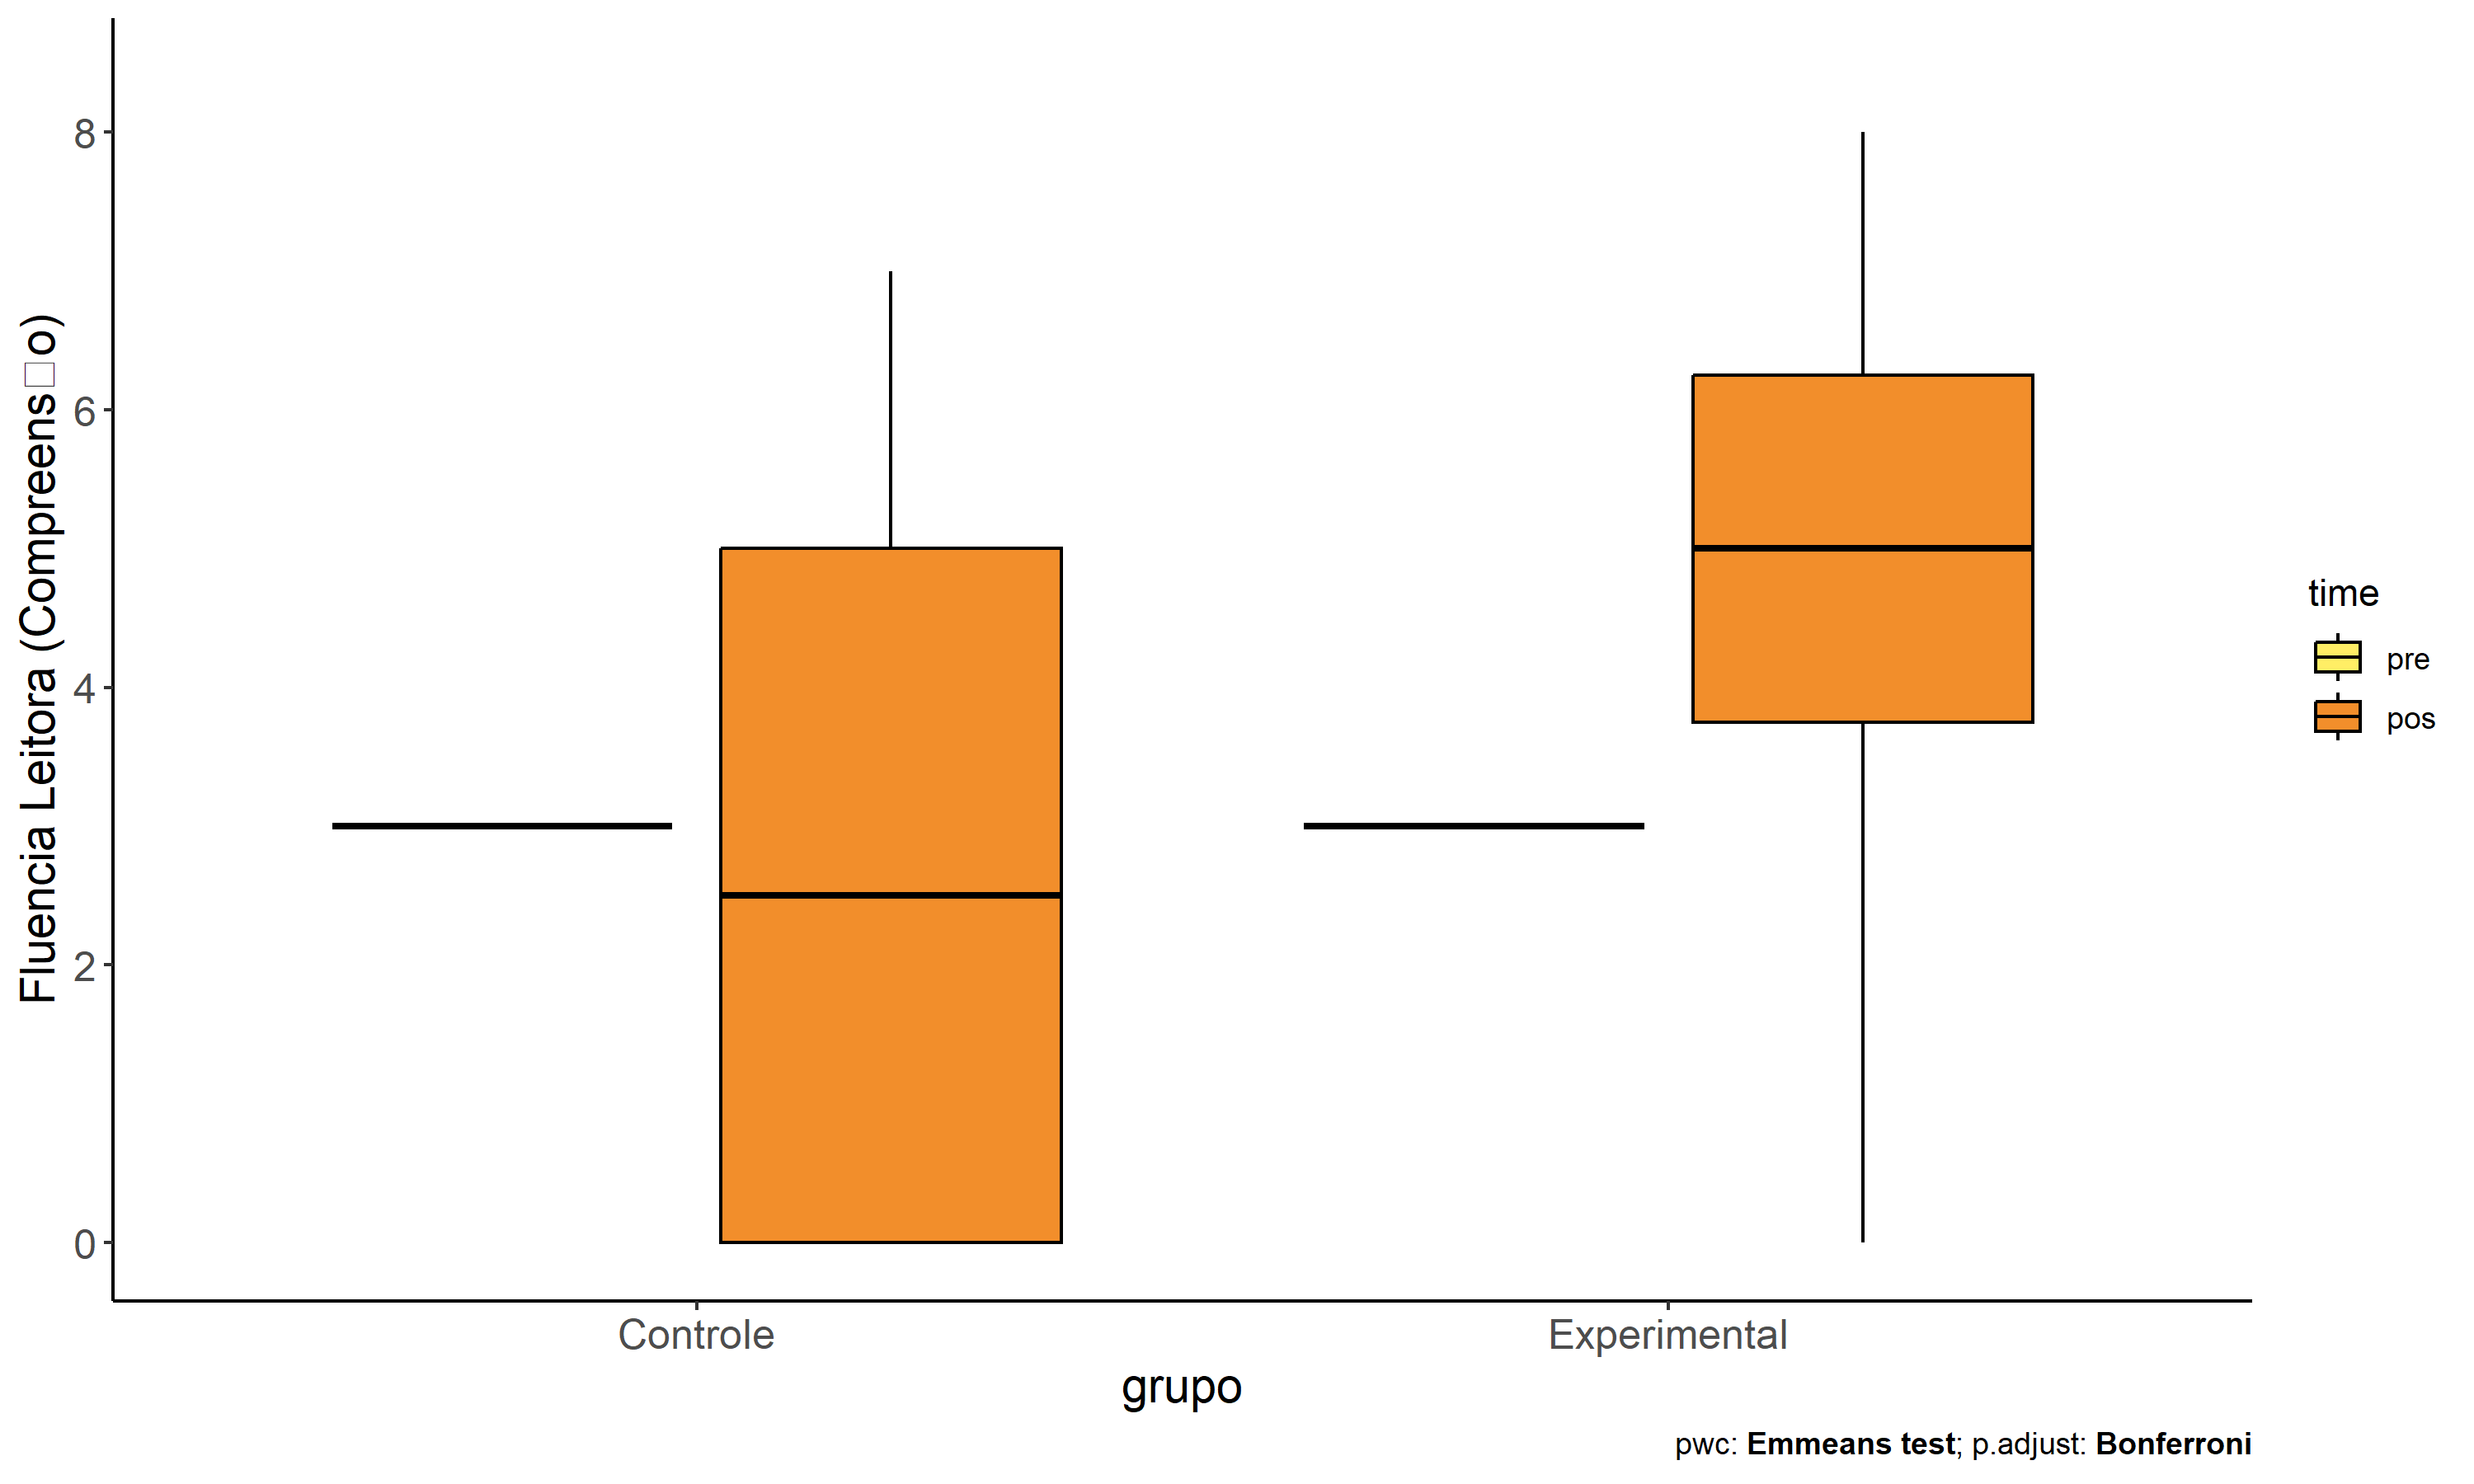 Fluencia Leitora (Compreens□o)
8
6
4
2
0
Controle
Experimental
grupo
time
pre
pos
pwc: Emmeans test; p.adjust: Bonferroni